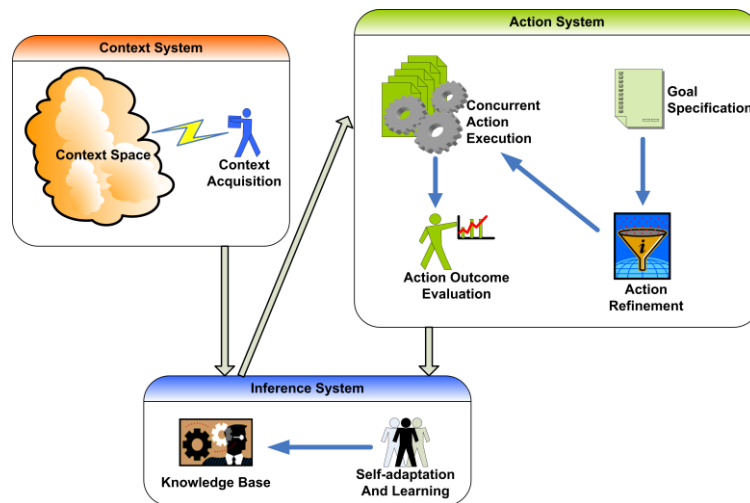 Context System
Context Space
Context
Acquisition
Action System
Concurrent
Action
Execution
Goal
Specification
Action Outcome
Evaluation
i
Action
Refinement
Inference System
Knowledge Base
Self-adaptation
And Learning